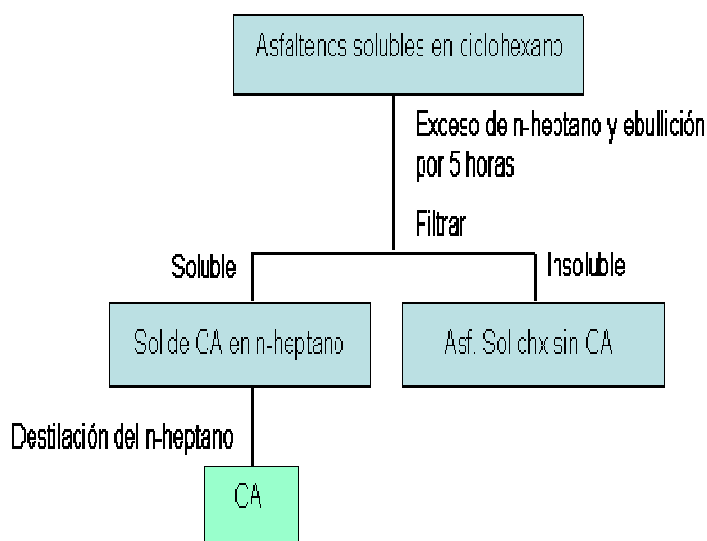 Asfaltenos solubles en ciclohexano
Exceso de n-heptano y ebullición
por 5 horas
Filtrar
Soluble
Insoluble
Sol de CA en n-heptano
Asf. Sol chx sin CA
Destilación del n-heptano
CA